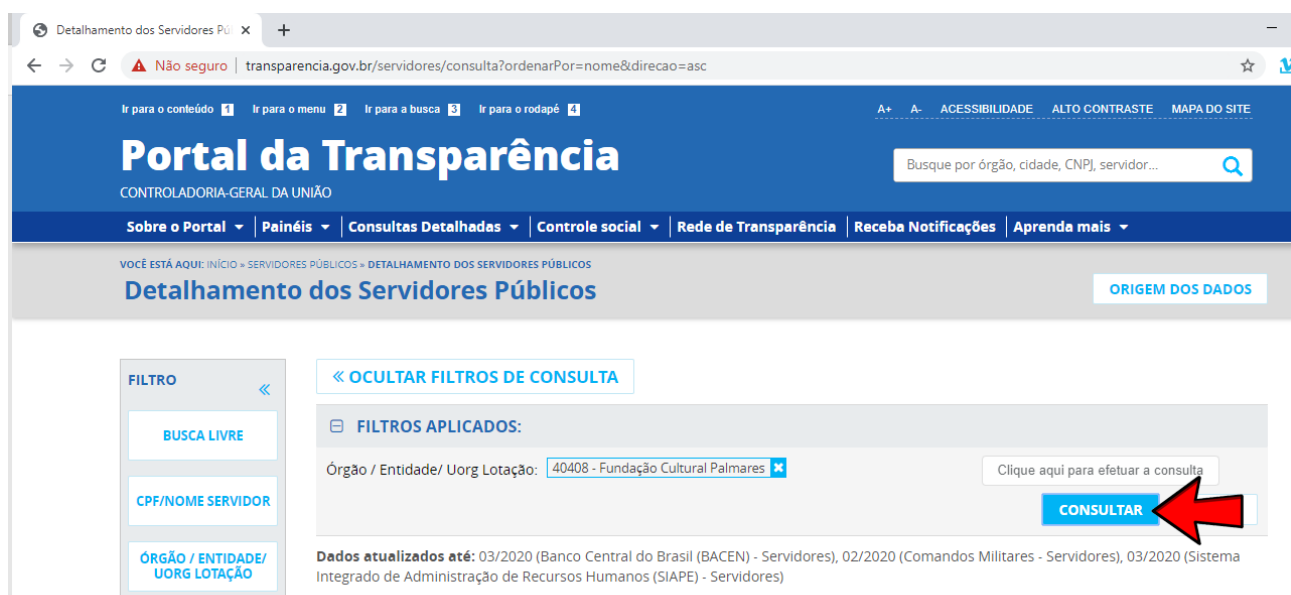 Detalhamento dos Servidores Pú
Não seguro | transparencia.gov.br/servidores/consulta?ordenarPor=nome&direcao=asc
Ir para o conteúdo 1 Ir para o menu 2 Ir para a busca 3 Ir para o rodapé 4 A+ A- ACESSIBILIDADE ALTO CONTRASTE MAPA DO SITE
Portal da Transparência
Busque por órgão, cidade, CNPJ, servidor...
CONTROLADORIA-GERAL DA UNIÃO
Sobre o Portal Painéis Consultas Detalhadas Controle social Rede de Transparência Receba Notificações Aprenda mais
VOCÊ ESTÁ AQUI: INÍCIO » SERVIDORES PÚBLICOS » DETALHAMENTO DOS SERVIDORES PÚBLICOS
Detalhamento dos Servidores Públicos
ORIGEM DOS DADOS
FILTRO
BUSCA LIVRE
CPF/NOME SERVIDOR
ÓRGÃO / ENTIDADE/
UORG LOTAÇÃO
« OCULTAR FILTROS DE CONSULTA
FILTROS APLICADOS:
Órgão / Entidade/ Uorg Lotação: 40408 - Fundação Cultural Palmares
Clique aqui para efetuar a consulta
CONSULTAR
Dados atualizados até: 03/2020 (Banco Central do Brasil (BACEN) - Servidores), 02/2020 (Comandos Militares - Servidores), 03/2020 (Sistema
Integrado de Administração de Recursos Humanos (SIAPE) - Servidores)